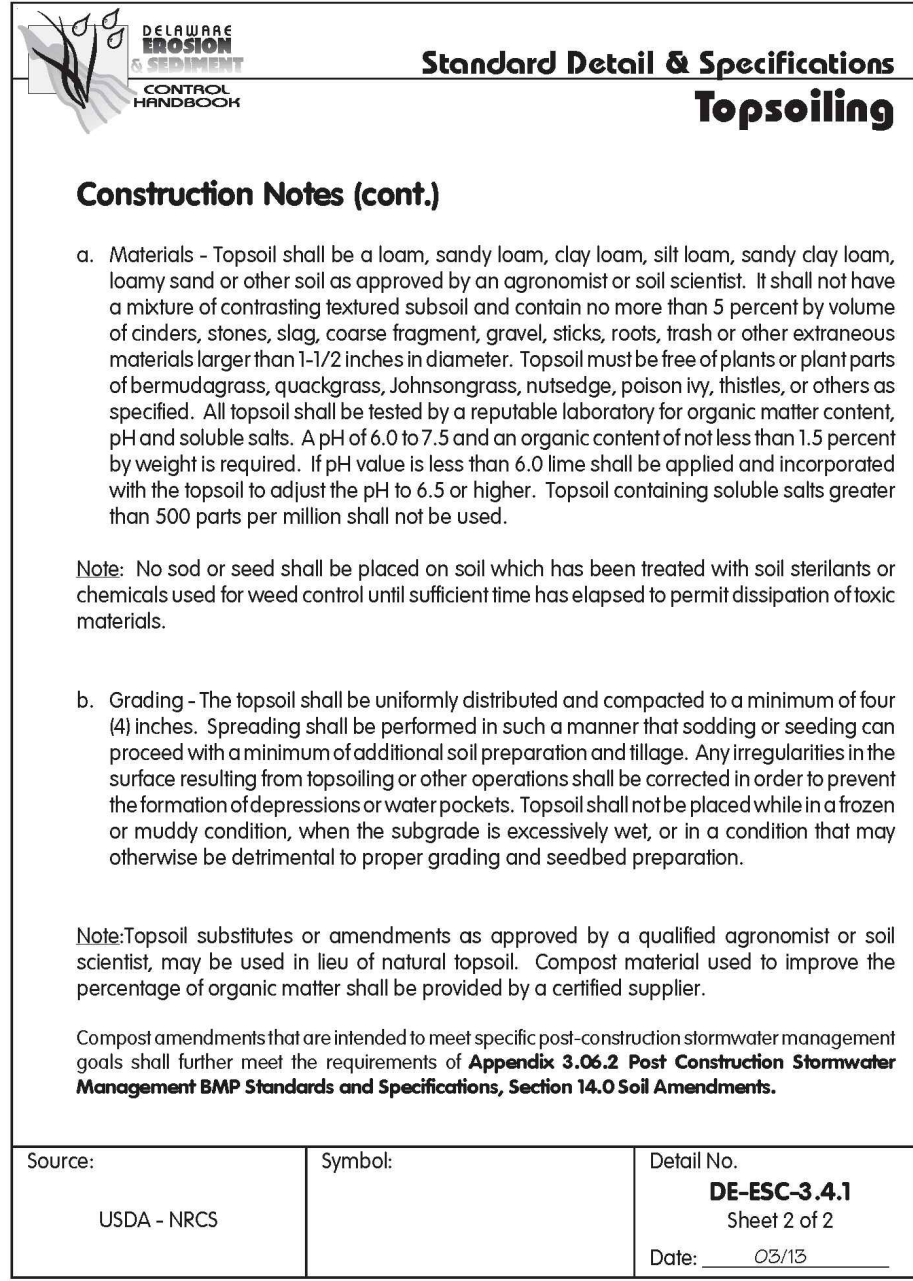 DELAWARE
EROSION
& SEDIMENT
CONTROL
HANDBOOK
Standard Detail & Specifications
Topsoiling
Construction Notes (cont.)
a. Materials - Topsoil shall be a loam, sandy loam, clay loam, silt loam, sandy clay loam,
loamy sand or other soil as approved by an agronomist or soil scientist. It shall not have
a mixture of contrasting textured subsoil and contain no more than 5 percent by volume
of cinders, stones, slag, coarse fragment, gravel, sticks, roots, trash or other extraneous
materials larger than 1-1/2 inches in diameter. Topsoil must be free of plants or plant parts
of bermudagrass, quackgrass, Johnsongrass, nutsedge, poison ivy, thistles, or others as
specified. All topsoil shall be tested by a reputable laboratory for organic matter content,
pH and soluble salts. A pH of 6.0 to 7.5 and an organic content of not less than 1.5 percent
by weight is required. If pH value is less than 6.0 lime shall be applied and incorporated
with the topsoil to adjust the pH to 6.5 or higher. Topsoil containing soluble salts greater
than 500 parts per million shall not be used.
Note: No sod or seed shall be placed on soil which has been treated with soil sterilants or
chemicals used for weed control until sufficient time has elapsed to permit dissipation of toxic
materials.
b. Grading - The topsoil shall be uniformly distributed and compacted to a minimum of four
(4) inches. Spreading shall be performed in such a manner that sodding or seeding can
proceed with a minimum of additional soil preparation and tillage. Any irregularities in the
surface resulting from topsoiling or other operations shall be corrected in order to prevent
the formation of depressions or water pockets. Topsoil shall not be placed while in a frozen
or muddy condition, when the subgrade is excessively wet, or in a condition that may
otherwise be detrimental to proper grading and seedbed preparation.
Note:Topsoil substitutes or amendments as approved by a qualified agronomist or soil
scientist, may be used in lieu of natural topsoil. Compost material used to improve the
percentage of organic matter shall be provided by a certified supplier.
Compost amendments that are intended to meet specific post-construction stormwater management
goals shall further meet the requirements of Appendix 3.06.2 Post Construction Stormwater
Management BMP Standards and Specifications, Section 14.0 Soil Amendments.
Source:
USDA - NRCS
Symbol:
Detail No.
DE-ESC-3.4.1
Sheet 2 of 2
Date: 03/13